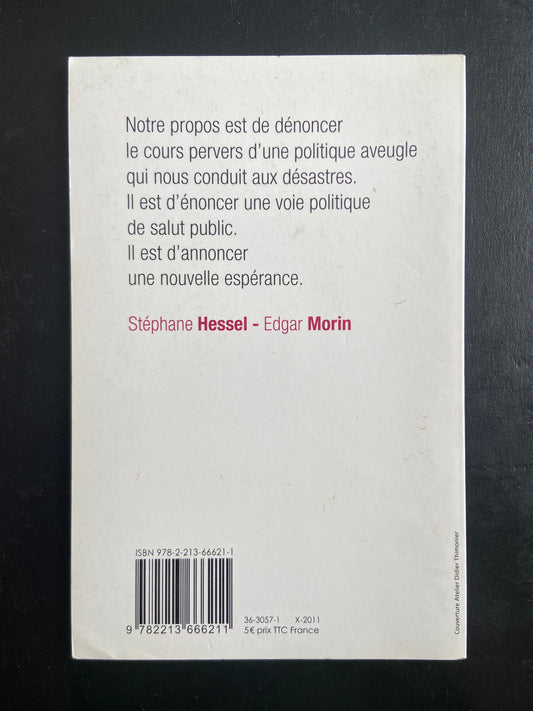 Notre propos est de dénoncer
le cours pervers d'une politique aveugle
qui nous conduit aux désastres.
Il est d'énoncer une voie politique
de salut public.
Il est d'annoncer
une nouvelle espérance.
Stéphane Hessel - Edgar Morin
ISBN 978-2-213-66621-1
9 782213 666211
36-3057-1 X-2011
5 € prix TTC France
Couverture Atelier Didier Thimonier